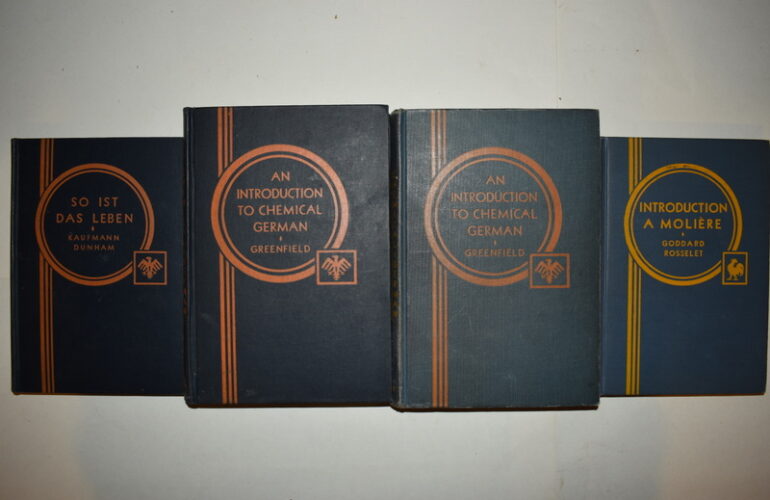 SO IST
DAS LEBEN
KAUFMANN
DUNHAM
AN
INTRODUCTION
TO CHEMICAL
GERMAN
GREENFIELD
AN
INTRODUCTION
TO CHEMICAL
GERMAN
GREENFIELD
INTRODUCTION
A MOLIÈRE
GODDARD
ROSSELET